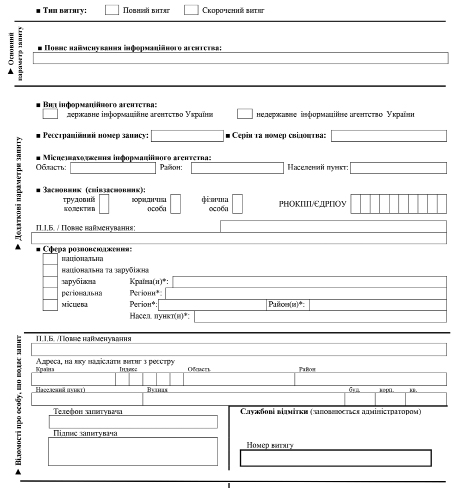 ■ Тип витягу: Повний витяг Скорочений витяг
▶ Основний параметр запиту
■ Повне найменування інформаційного агентства:
▶ Додаткові параметри запиту
■ Вид інформаційного агентства:
державне інформаційне агентство України недержавне інформаційне агентство України
■ Реєстраційний номер запису: ■ Серія та номер свідоцтва:
■ Місцезнаходження інформаційного агентства:
Область: Район: Населений пункт:
■ Засновник (співзасновник):
трудовий юридична фізична
колектив особа особа РНОКПП/ЄДРПОУ
П.І.Б. / Повне найменування:
■ Сфера розповсюдження:
національна
національна та зарубіжна
зарубіжна Країна(и)*:
регіональна Регіони*:
місцева Регіон*: Район(и)*:
Насел. пункт(и)*:
▶ Відомості про особу, що подає запит
П.І.Б. /Повне найменування
Адреса, на яку надіслати витяг з реєстру
Країна Індекс Область Район
Населений пункт) Вулиця буд. корп. кв.
Телефон запитувача
Службові відмітки (заповнюється адміністратором)
Підпис запитувача
Номер витягу